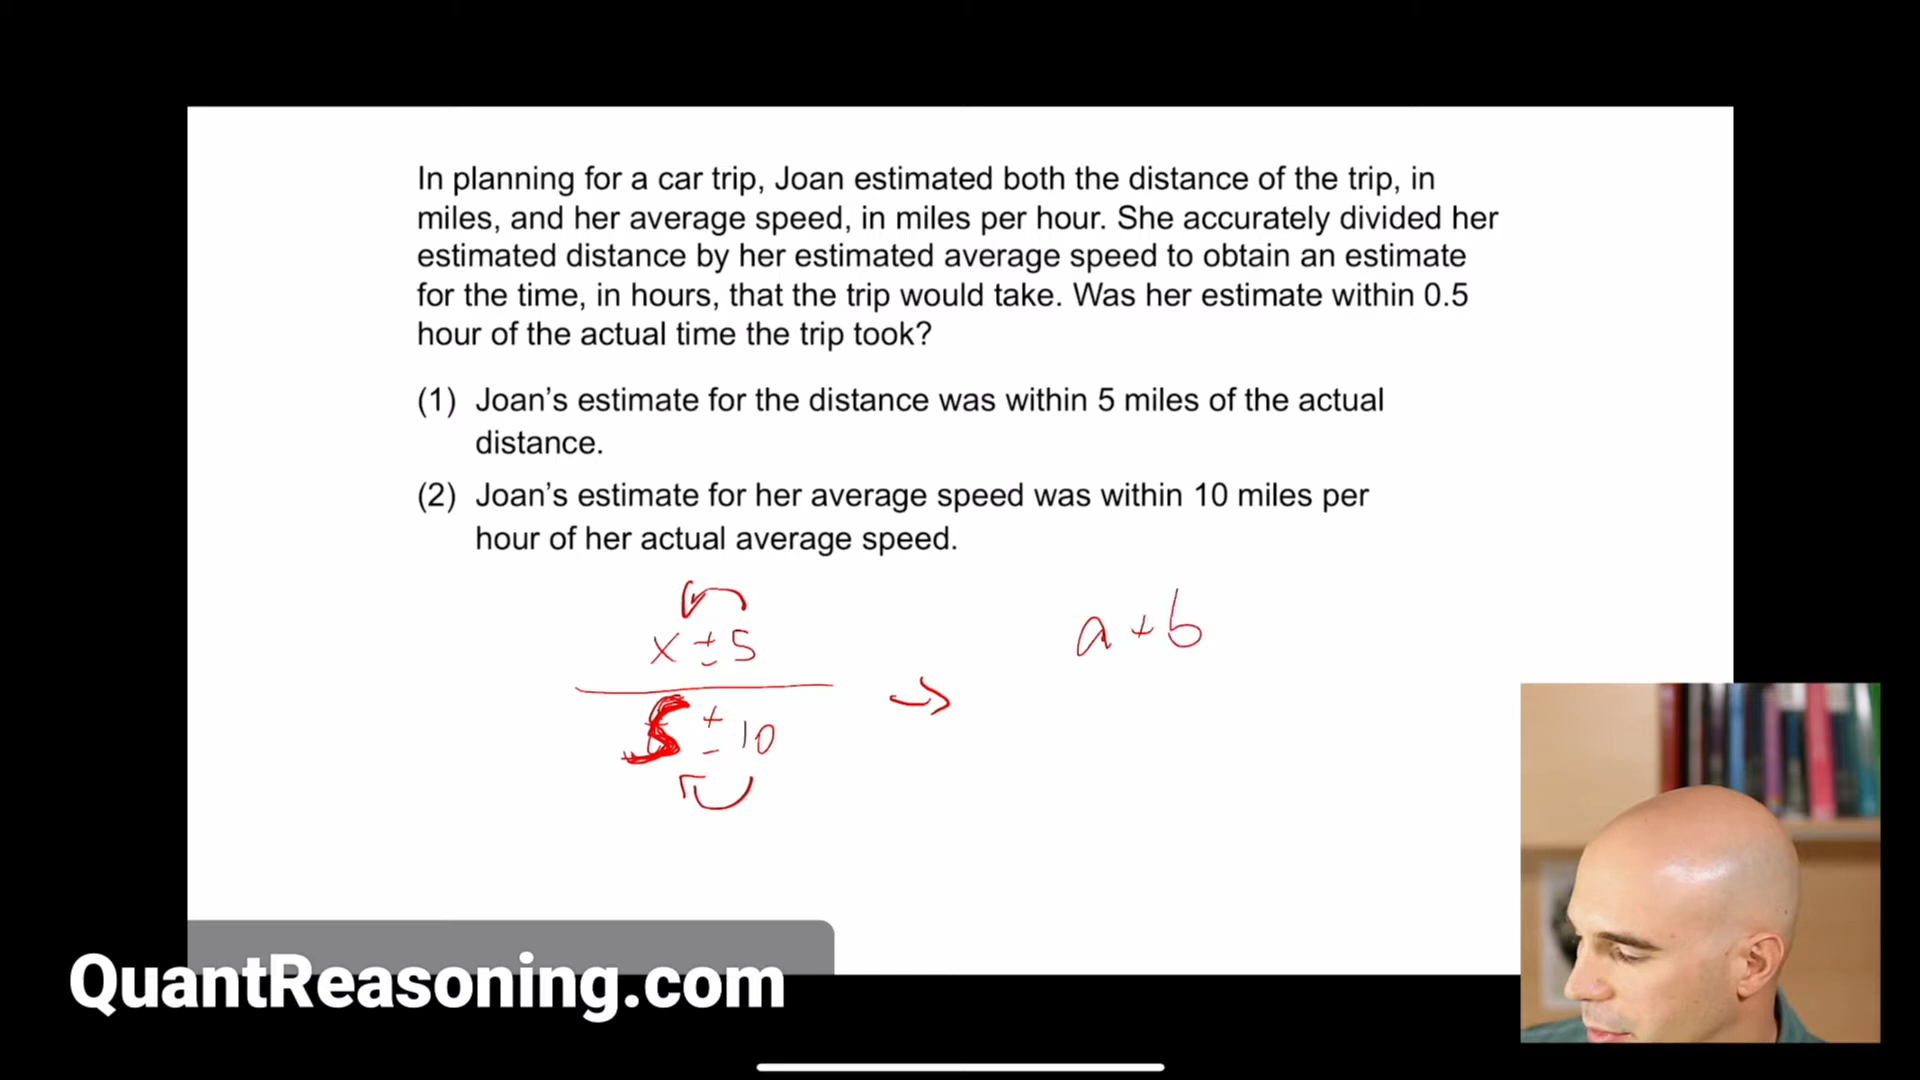 In planning for a car trip, Joan estimated both the distance of the trip, in
miles, and her average speed, in miles per hour. She accurately divided her
estimated distance by her estimated average speed to obtain an estimate
for the time, in hours, that the trip would take. Was her estimate within 0.5
hour of the actual time the trip took?
(1) Joan’s estimate for the distance was within 5 miles of the actual
distance.
(2) Joan’s estimate for her average speed was within 10 miles per
hour of her actual average speed.
x ± 5
a + b
5 ± 10
QuantReasoning.com